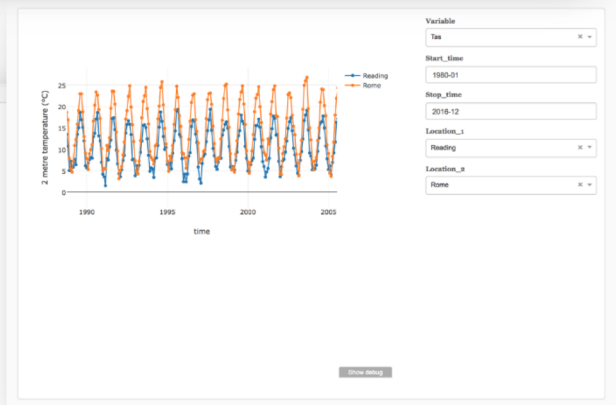 Variable
Tas
× ▾
Start_time
1980-01
Stop_time
2016-12
Location_1
Reading
× ▾
Location_2
Rome
× ▾
Reading
Rome
2 metre temperature (°C)
25
20
15
10
5
0
1990
1995
2000
2005
time
Show debug